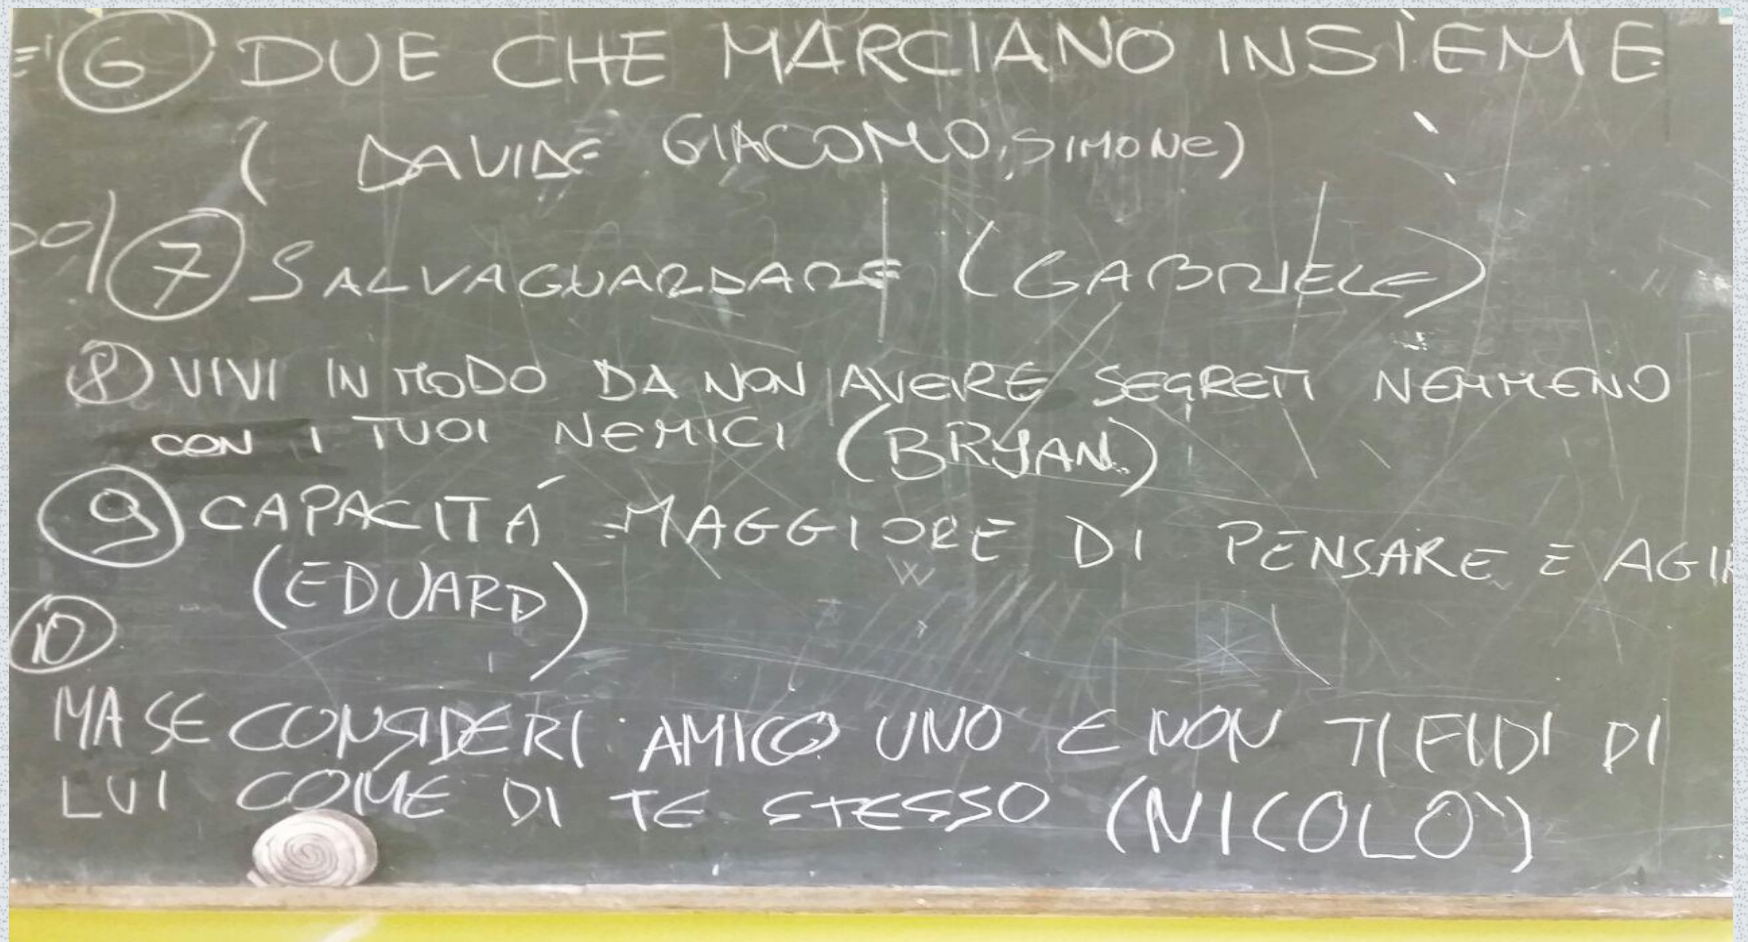 6 DUE CHE MARCIANO INSIEME
( DAVIDE GIACOMO, SIMONE)
7 SALVAGUARDARE (GABRIELE)
8 VIVI IN MODO DA NON AVERE SEGRETI NEMMENO
CON I TUOI NEMICI (BRYAN)
9 CAPACITÁ MAGGIORE DI PENSARE E AGIR
(EDUARD)
10
MA SE CONSIDERI AMICO UNO E NON TI FIDI DI
LUI COME DI TE STESSO (NICOLÒ)